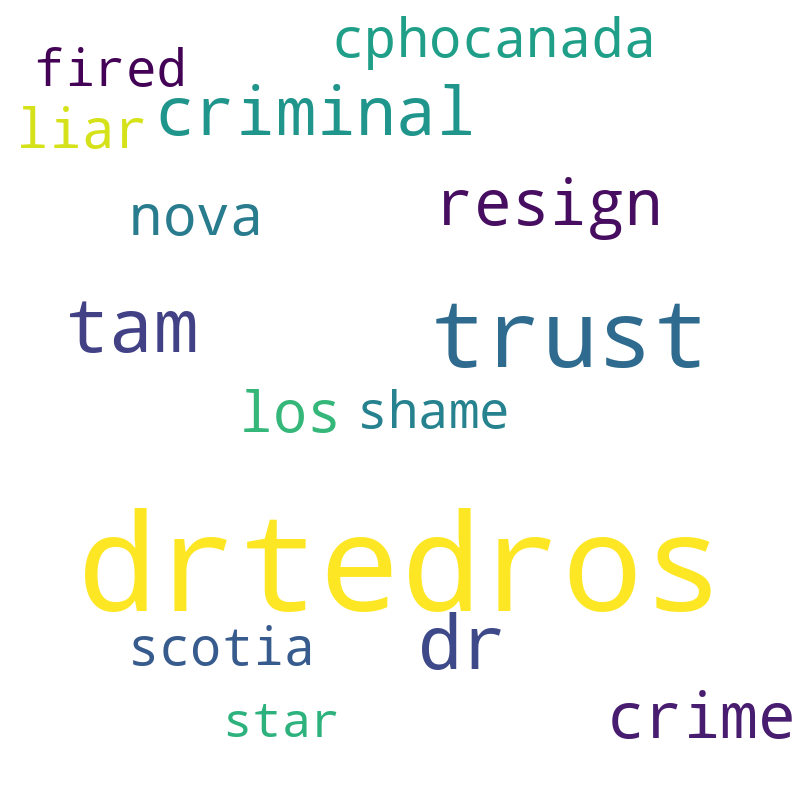 cphocanada
fired
criminal
liar
resign
nova
tam
trust
los shame
drtedros
scotia dr
star crime